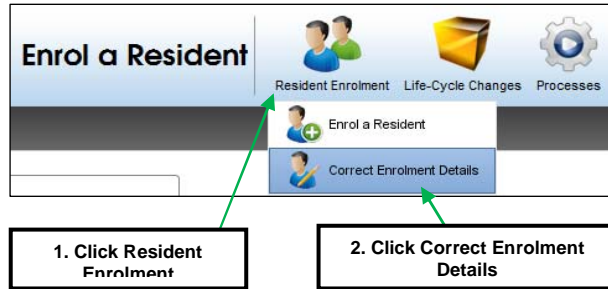 Enrol a Resident
Resident Enrolment Life-Cycle Changes Processes
Enrol a Resident
Correct Enrolment Details
1. Click Resident
Enrolment
2. Click Correct Enrolment
Details